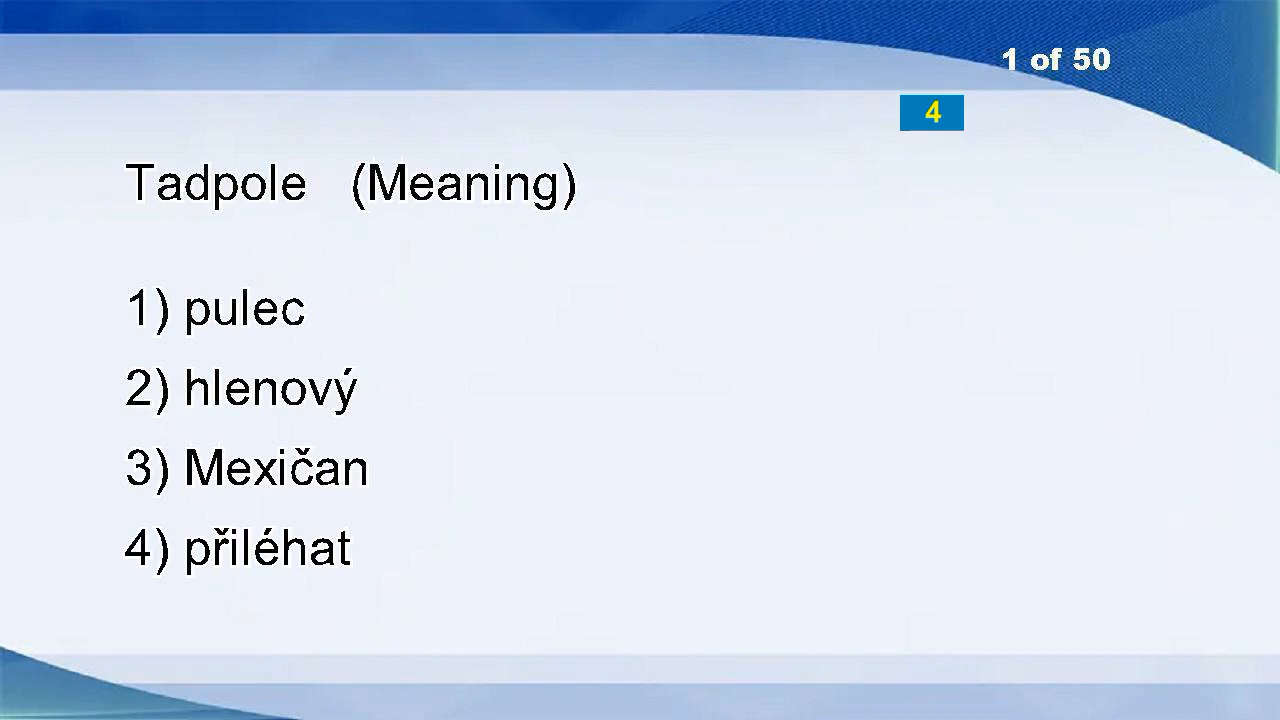 1 of 50
4
Tadpole (Meaning)
1) pulec
2) hlenový
3) Mexičan
4) přiléhat